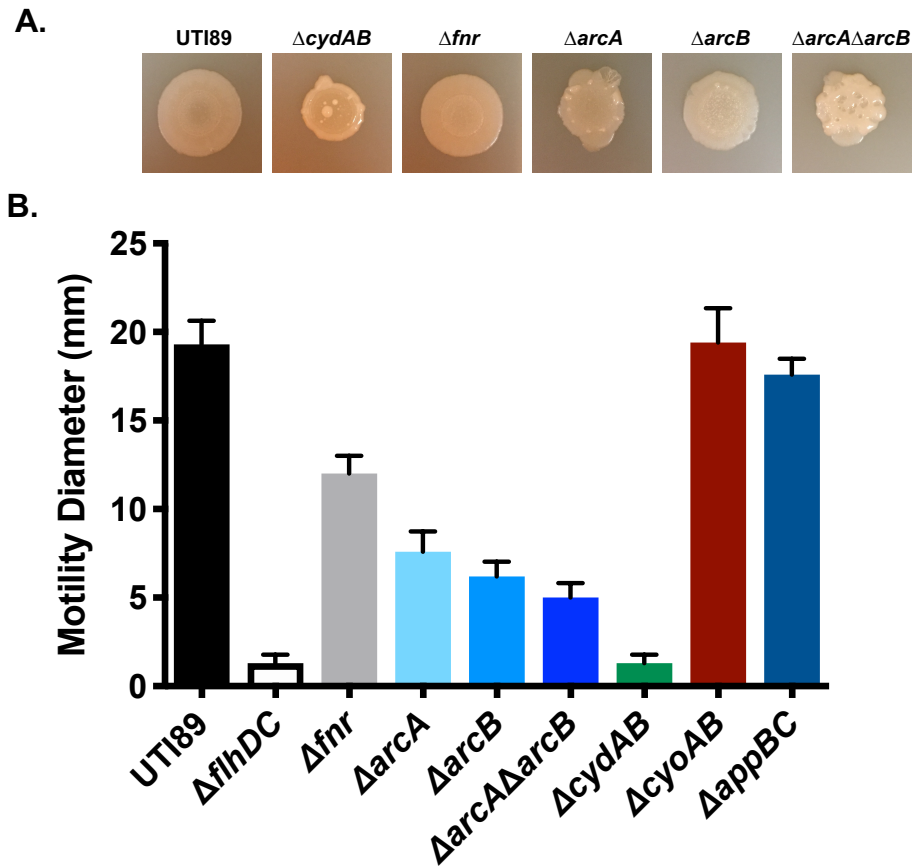 A.
UTI89 ΔcydAB Δfnr ΔarcA ΔarcB ΔarcAΔarcB
B.
Motility Diameter (mm)
25
20
15
10
5
0
UTI89 ΔflhDC Δfnr ΔarcA ΔarcB ΔarcAΔarcB ΔcydAB ΔcyoAB ΔappBC